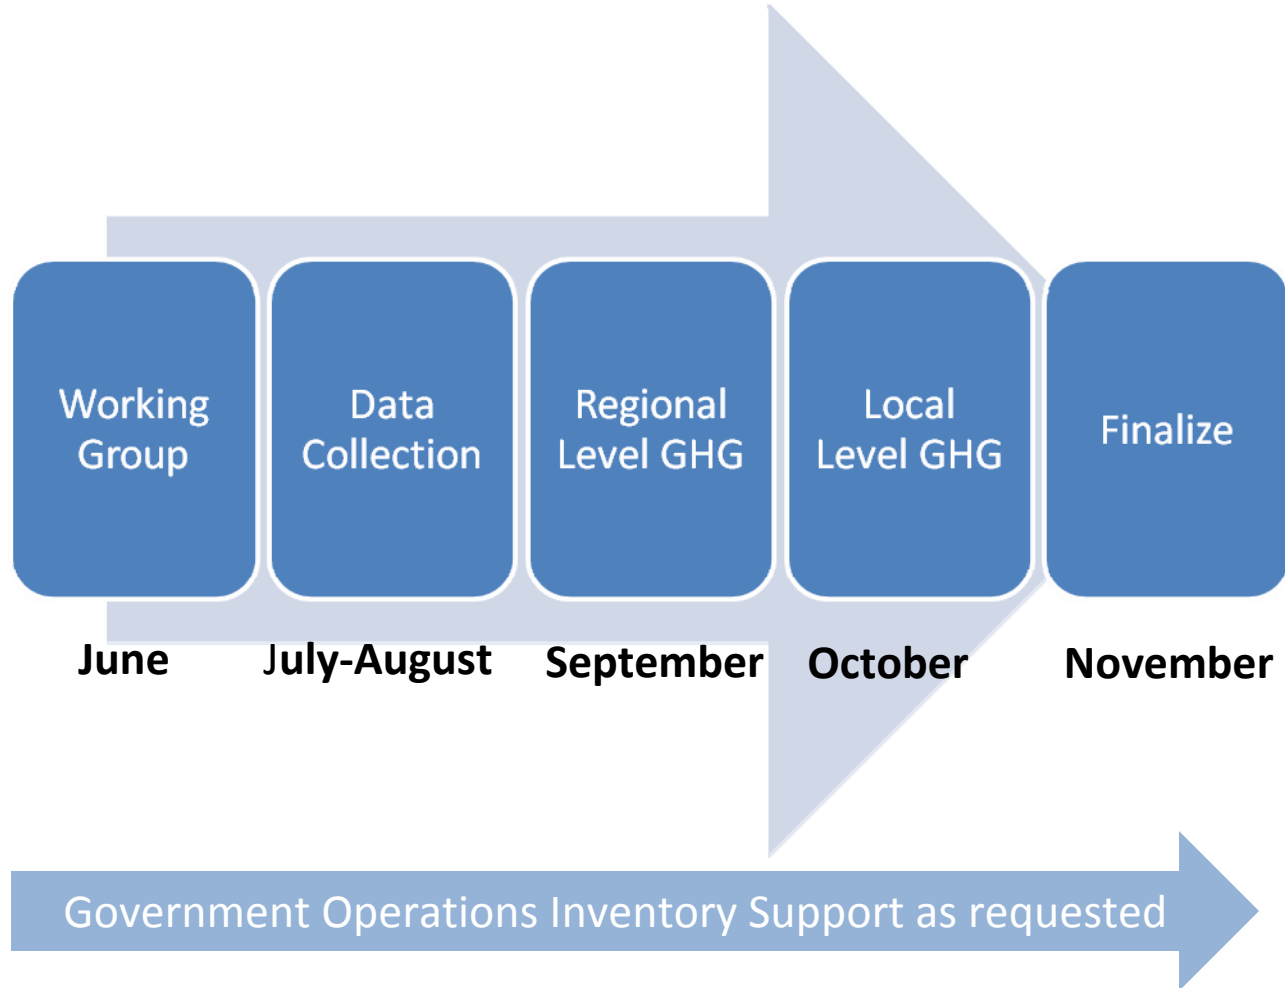 Working
Group
Data
Collection
Regional
Level GHG
Local
Level GHG
Finalize
June
July-August
September
October
November
Government Operations Inventory Support as requested